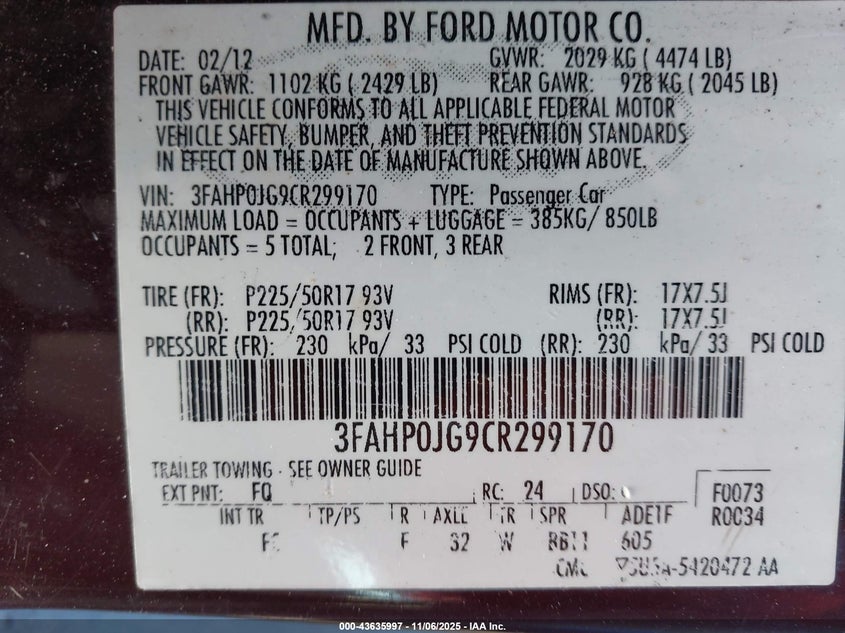 MFD. BY FORD MOTOR CO.
DATE: 02/12 GVWR: 2029 KG ( 4474 LB)
FRONT GAWR: 1102 KG ( 2429 LB) REAR GAWR: 928 KG ( 2045 LB)
THIS VEHICLE CONFORMS TO ALL APPLICABLE FEDERAL MOTOR
VEHICLE SAFETY, BUMPER, AND THEFT PREVENTION STANDARDS
IN EFFECT ON THE DATE OF MANUFACTURE SHOWN ABOVE.
VIN: 3FAHP0JG9CR299170 TYPE: Passenger Car
MAXIMUM LOAD = OCCUPANTS + LUGGAGE = 385KG/ 850LB
OCCUPANTS = 5 TOTAL; 2 FRONT, 3 REAR
TIRE (FR): P225/50R17 93V RIMS (FR): 17X7.5J
(RR): P225/50R17 93V (RR): 17X7.5J
PRESSURE (FR): 230 kPa/ 33 PSI COLD (RR): 230 kPa/ 33 PSI COLD
3FAHP0JG9CR299170
TRAILER TOWING - SEE OWNER GUIDE
EXT PNT: FQ RC: 24 DSO: F0073
INT TR TP/PS R AXLE TR SPR R0C34
32 W BB11 605
000-43635997 - 11/06/2025 - IAA Inc.